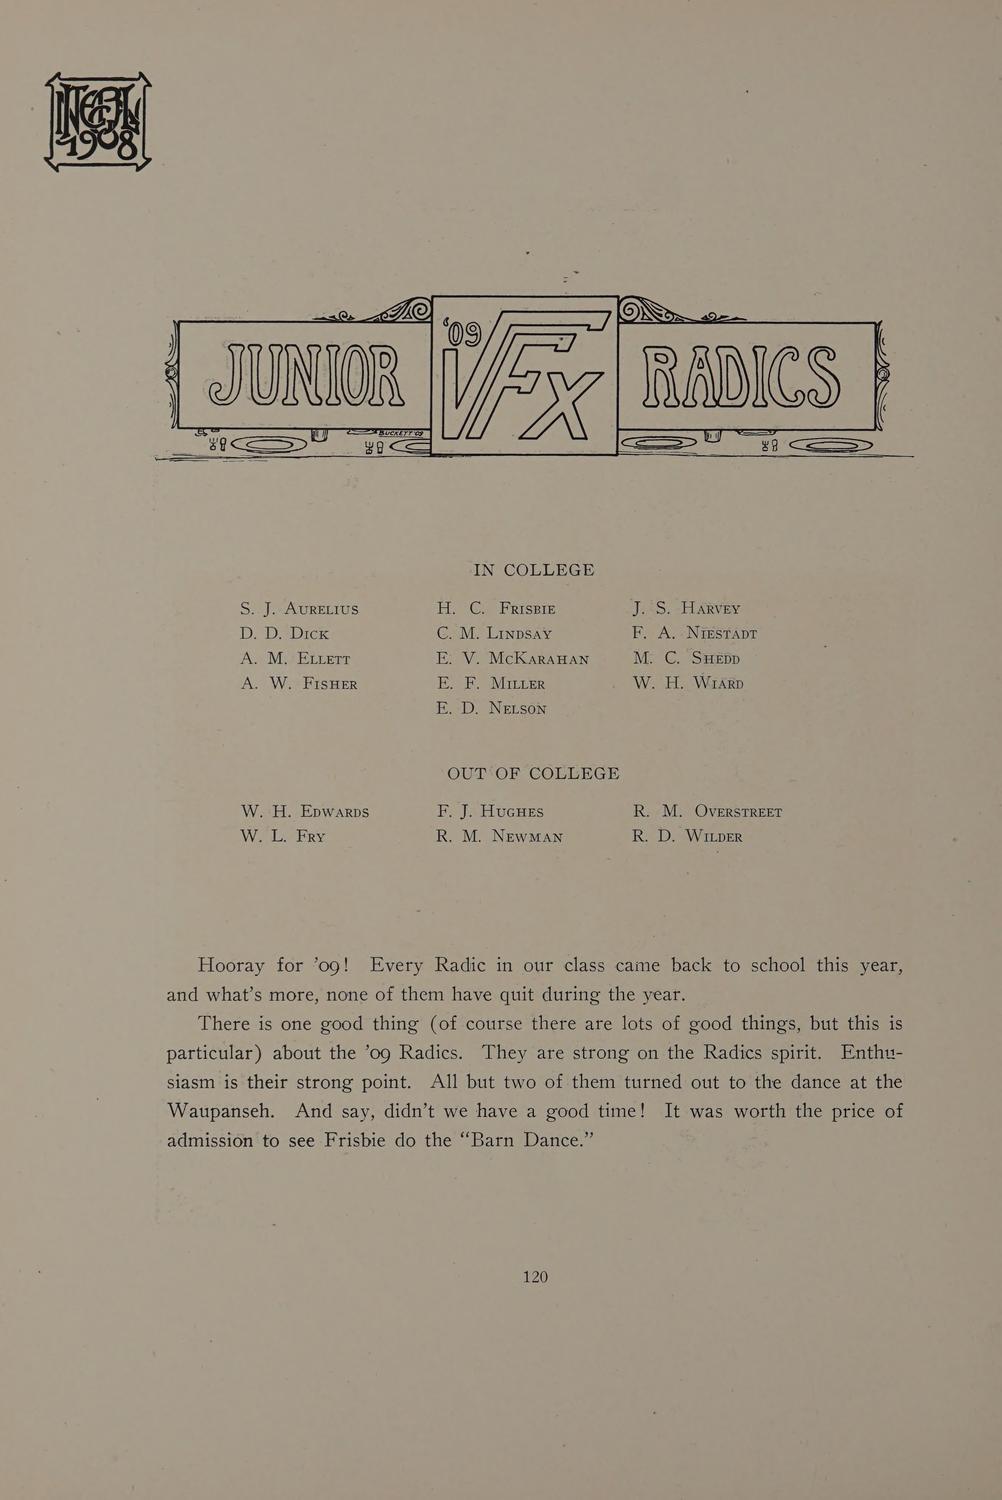 INTEGRAL
1908
JUNIOR '09 √Fx RADICS
BUCKETT '09
IN COLLEGE
S. J. AURELIUS H. C. FRISBIE J. S. HARVEY
D. D. DICK C. M. LINDSAY F. A. NIESTADT
A. M. ELLETT E. V. MCKARAHAN M. C. SHEDD
A. W. FISHER E. F. MILLER W. H. WIARD
E. D. NELSON
OUT OF COLLEGE
W. H. EDWARDS F. J. HUGHES R. M. OVERSTREET
W. L. FRY R. M. NEWMAN R. D. WILDER
Hooray for ’09! Every Radic in our class came back to school this year,
and what’s more, none of them have quit during the year.
There is one good thing (of course there are lots of good things, but this is
particular) about the ’09 Radics. They are strong on the Radics spirit. Enthu-
siasm is their strong point. All but two of them turned out to the dance at the
Waupanseh. And say, didn’t we have a good time! It was worth the price of
admission to see Frisbie do the “Barn Dance.”
120